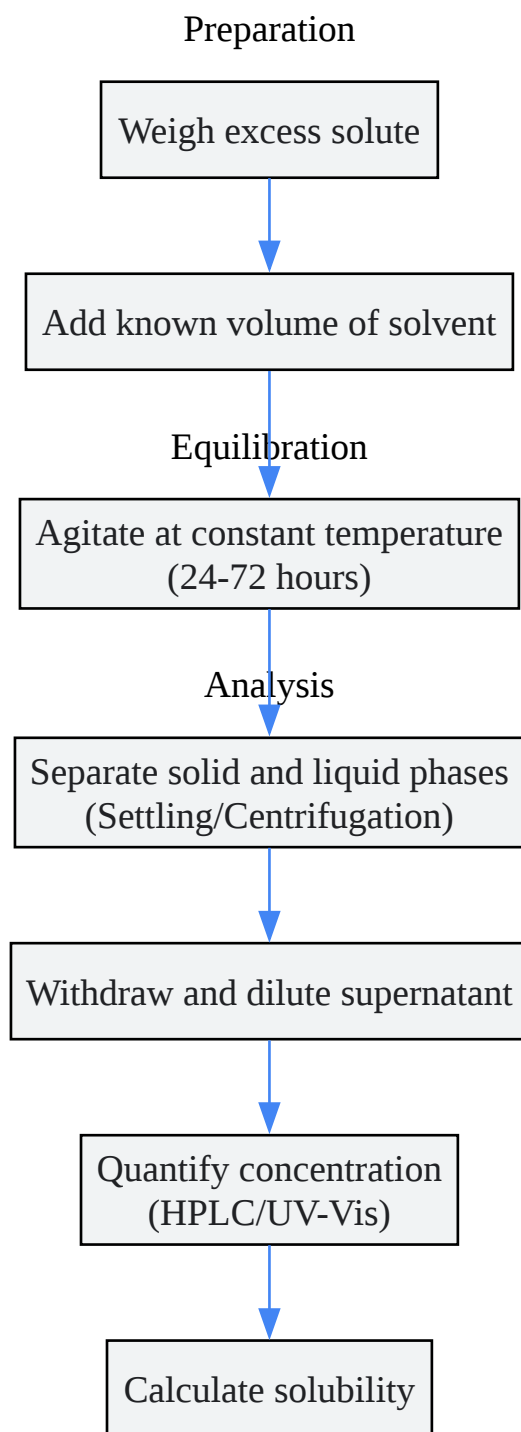 Preparation
Weigh excess solute
Add known volume of solvent
Equilibration
Agitate at constant temperature
(24-72 hours)
Analysis
Separate solid and liquid phases
(Settling/Centrifugation)
Withdraw and dilute supernatant
Quantify concentration
(HPLC/UV-Vis)
Calculate solubility